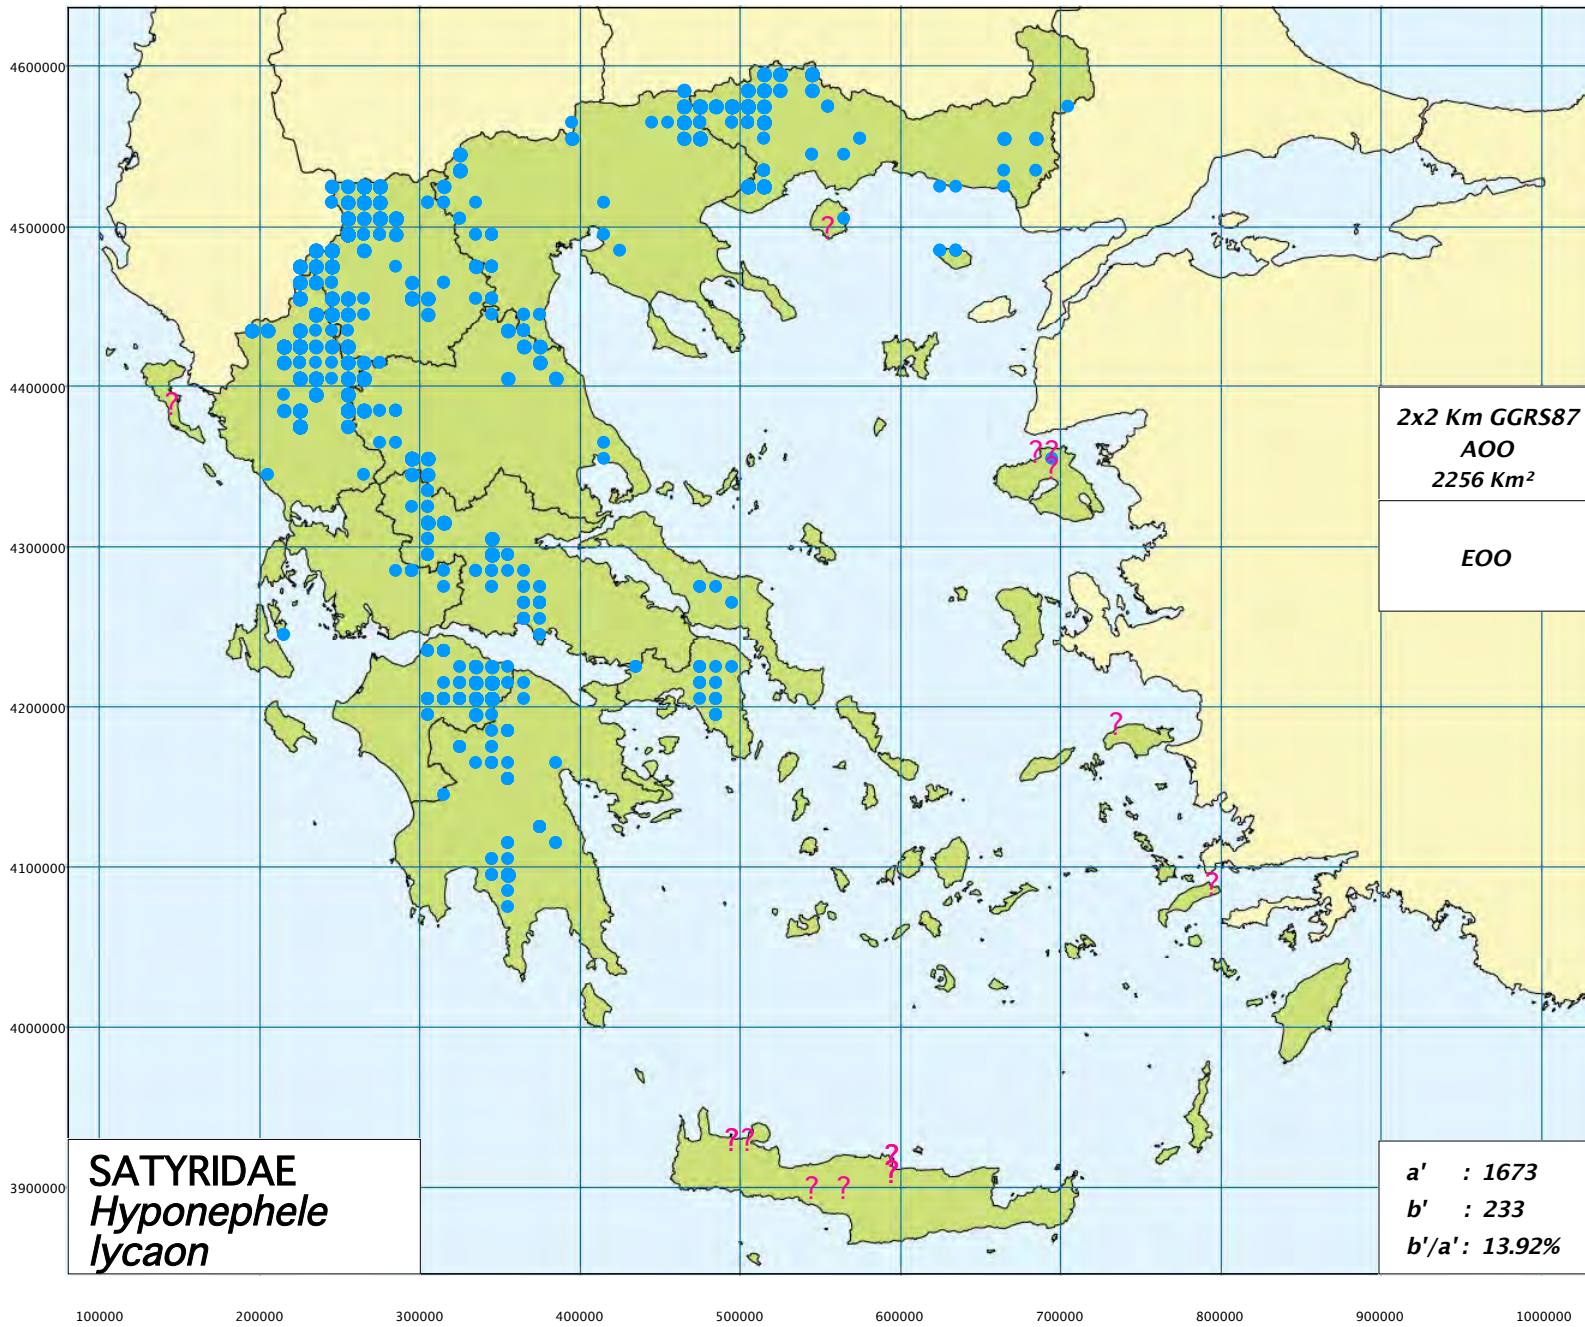 4600000
4500000
4400000
4300000
4200000
4100000
4000000
3900000
?
?
??
?
?
?
??
?
?
?
?
2x2 Km GGRS87
AOO
2256 Km²
EOO
SATYRIDAE
Hyponephele
lycaon
a' : 1673
b' : 233
b'/a' : 13.92%
100000 200000 300000 400000 500000 600000 700000 800000 900000 1000000